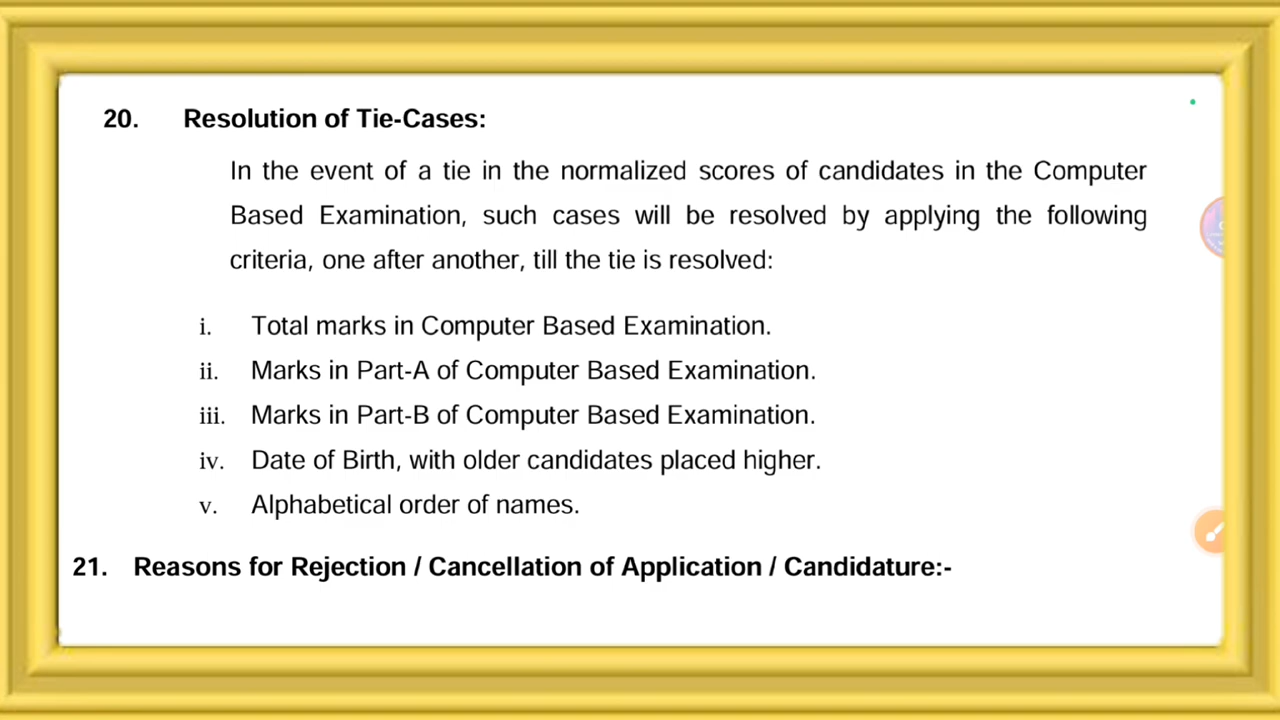 20. Resolution of Tie-Cases:
In the event of a tie in the normalized scores of candidates in the Computer
Based Examination, such cases will be resolved by applying the following
criteria, one after another, till the tie is resolved:
i. Total marks in Computer Based Examination.
ii. Marks in Part-A of Computer Based Examination.
iii. Marks in Part-B of Computer Based Examination.
iv. Date of Birth, with older candidates placed higher.
v. Alphabetical order of names.
21. Reasons for Rejection / Cancellation of Application / Candidature:-